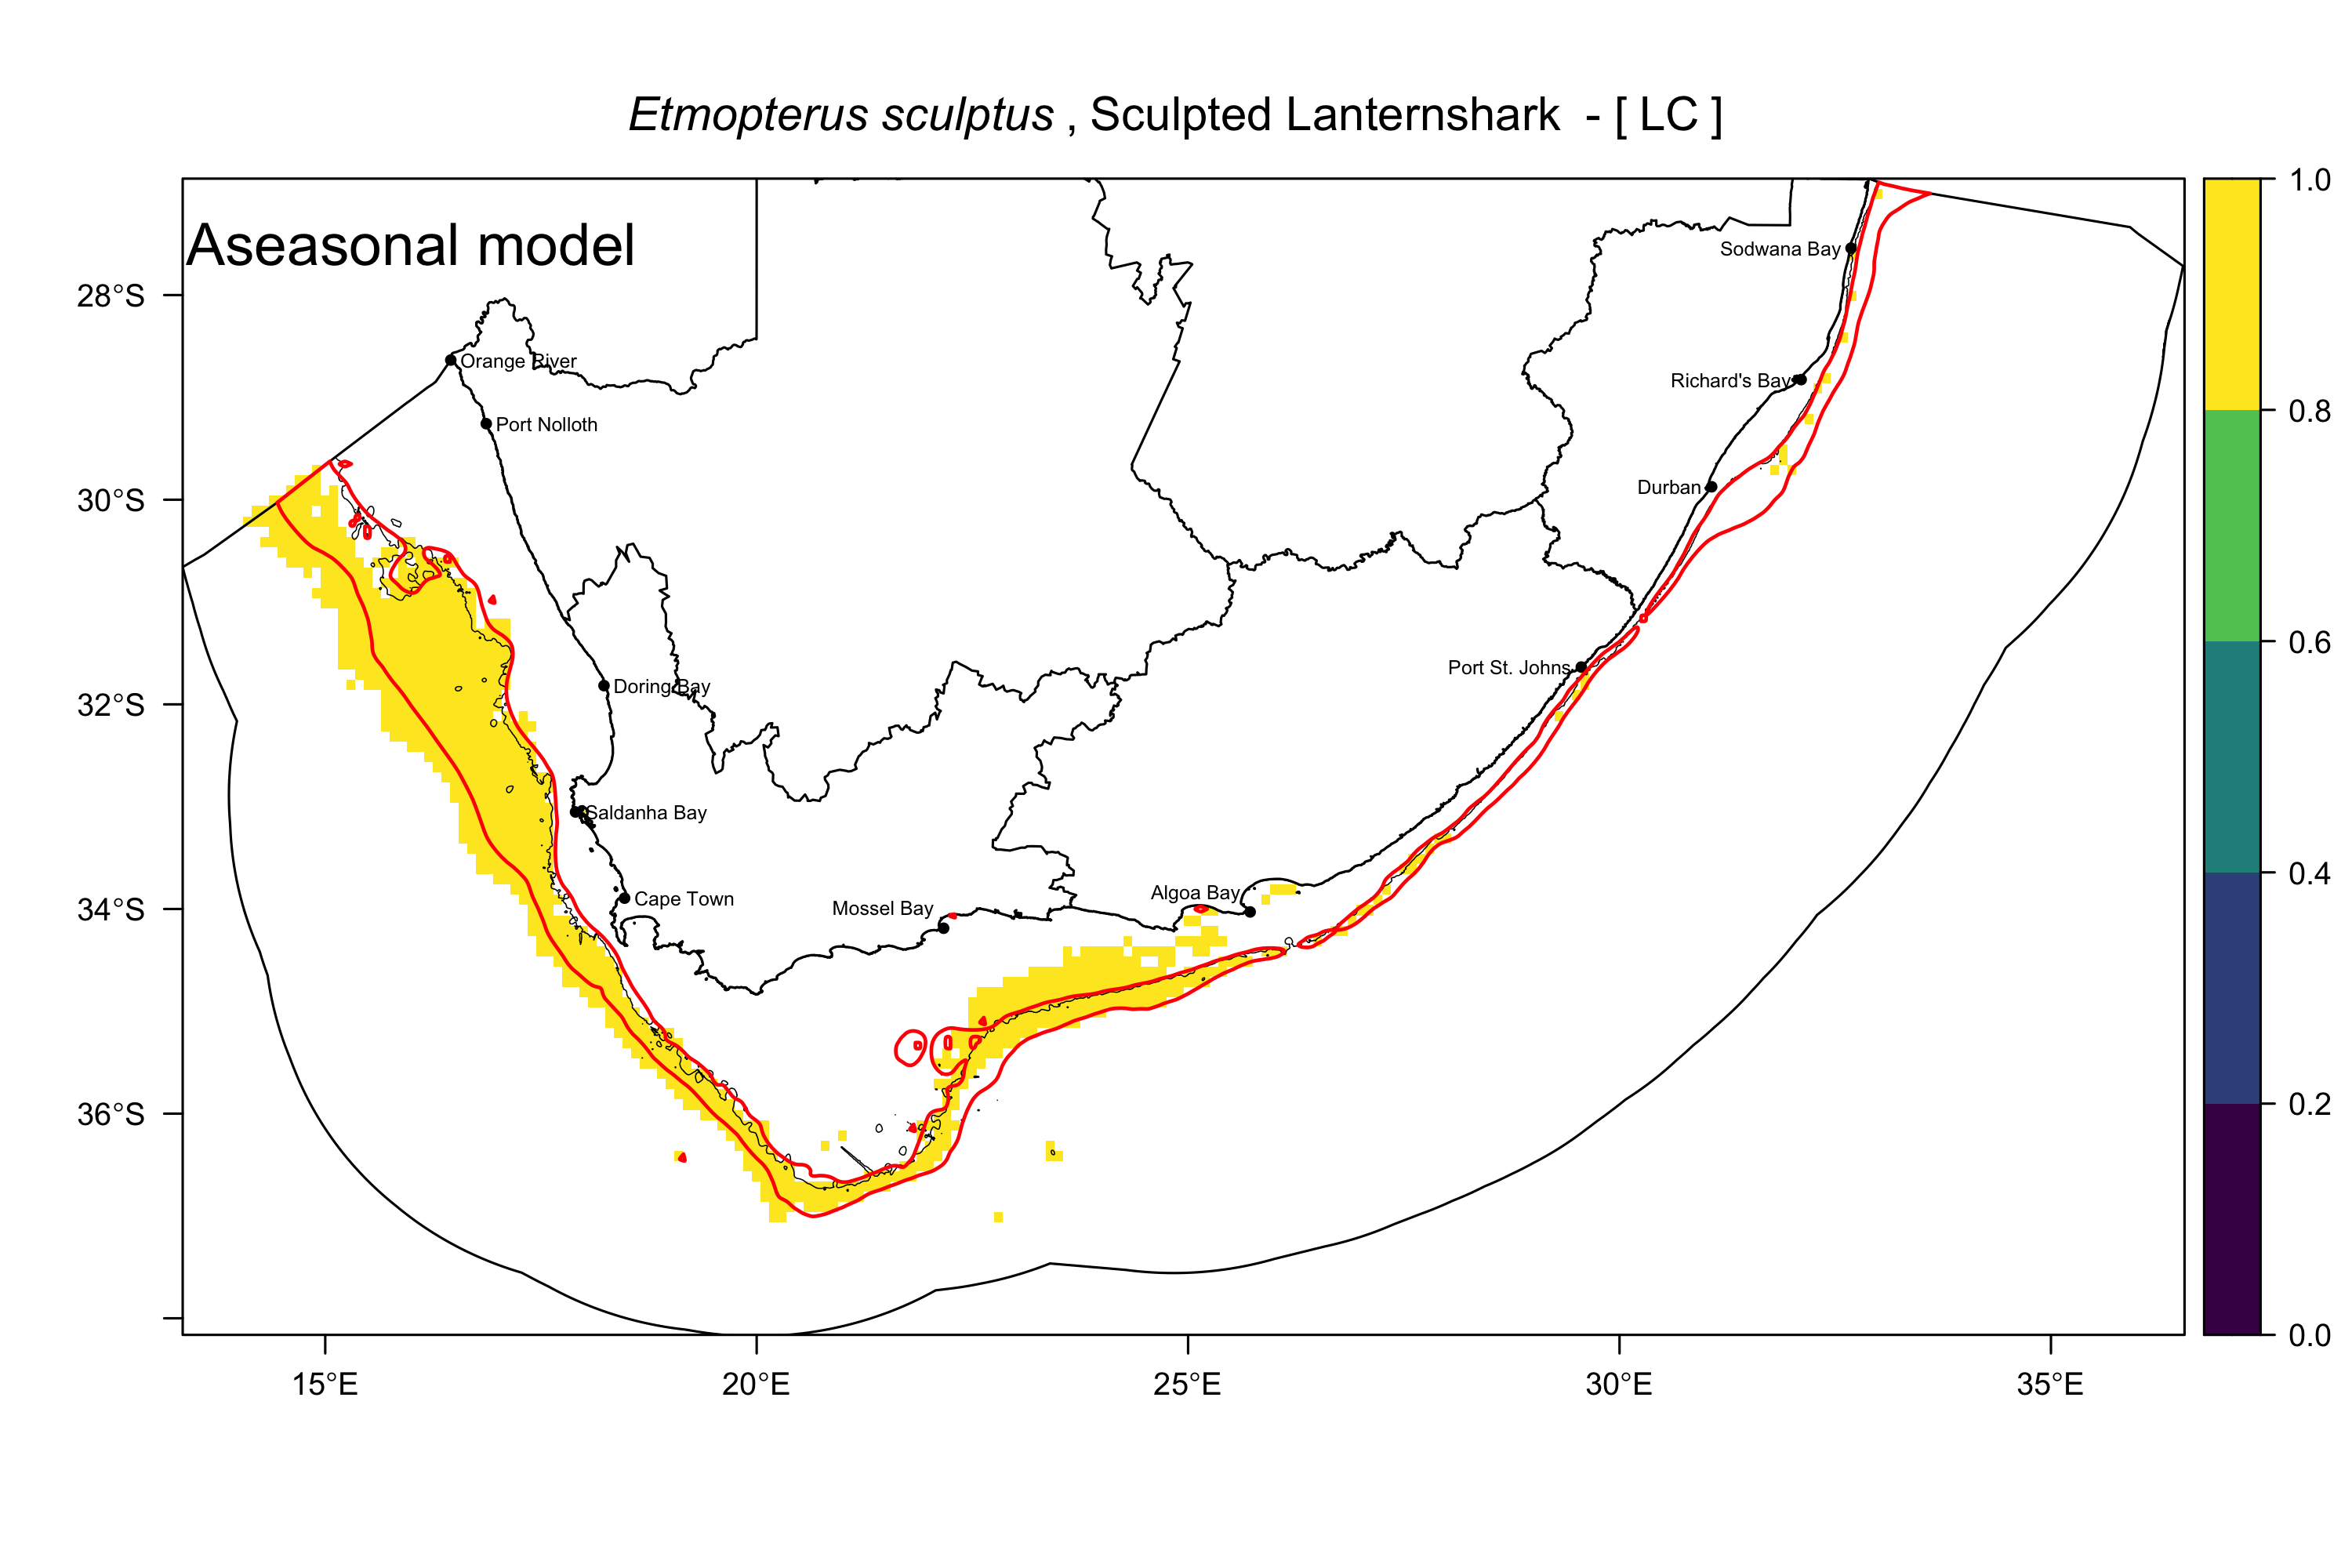 Etmopterus sculptus , Sculpted Lanternshark - [ LC ]
Aseasonal model
28°S
30°S
32°S
34°S
36°S
15°E
20°E
25°E
30°E
35°E
Orange River
Port Nolloth
Doring Bay
Saldanha Bay
Cape Town
Mossel Bay
Algoa Bay
Port St. Johns
Durban
Richard's Bay
Sodwana Bay
1.0
0.8
0.6
0.4
0.2
0.0